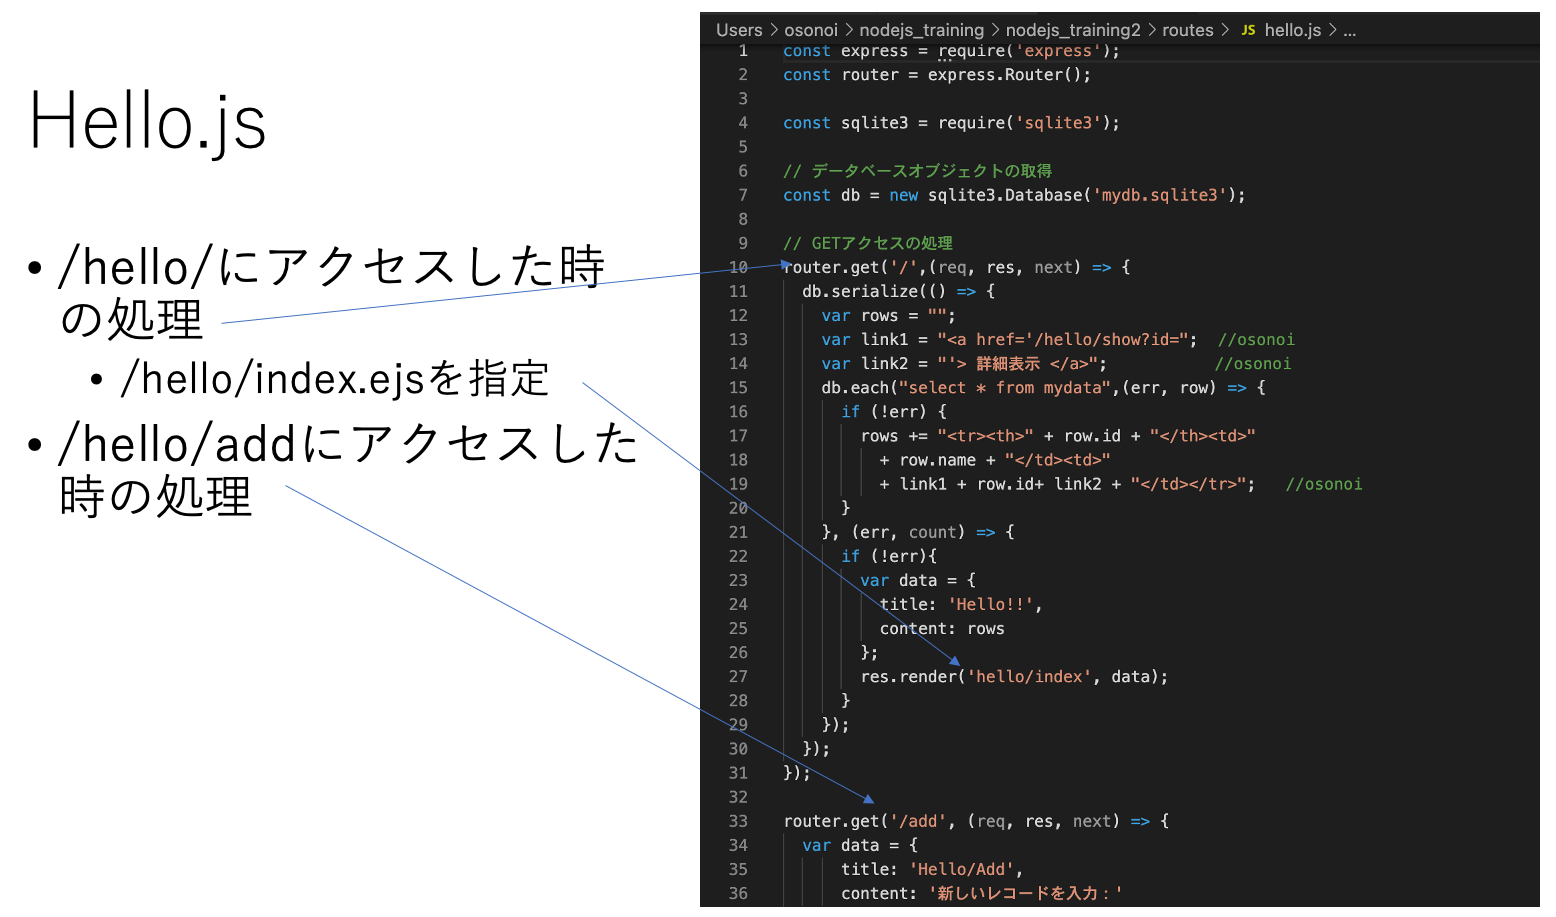 Hello.js
• /hello/にアクセスした時
の処理
• /hello/index.ejsを指定
• /hello/addにアクセスした
時の処理
Users > osonoi > nodejs_training > nodejs_training2 > routes > JS hello.js > ...
1 const express = require('express');
2 const router = express.Router();
3
4 const sqlite3 = require('sqlite3');
5
6 // データベースオブジェクトの取得
7 const db = new sqlite3.Database('mydb.sqlite3');
8
9 // GETアクセスの処理
10 router.get('/',(req, res, next) => {
11 db.serialize(() => {
12 var rows = "";
13 var link1 = "<a href='/hello/show?id="; //osonoi
14 var link2 = "'> 詳細表示 </a>"; //osonoi
15 db.each("select * from mydata",(err, row) => {
16 if (!err) {
17 rows += "<tr><th>" + row.id + "</th><td>"
18 + row.name + "</td><td>"
19 + link1 + row.id+ link2 + "</td></tr>"; //osonoi
20 }
21 }, (err, count) => {
22 if (!err){
23 var data = {
24 title: 'Hello!!',
25 content: rows
26 };
27 res.render('hello/index', data);
28 }
29 });
30 });
31 });
32
33 router.get('/add', (req, res, next) => {
34 var data = {
35 title: 'Hello/Add',
36 content: '新しいレコードを入力：'